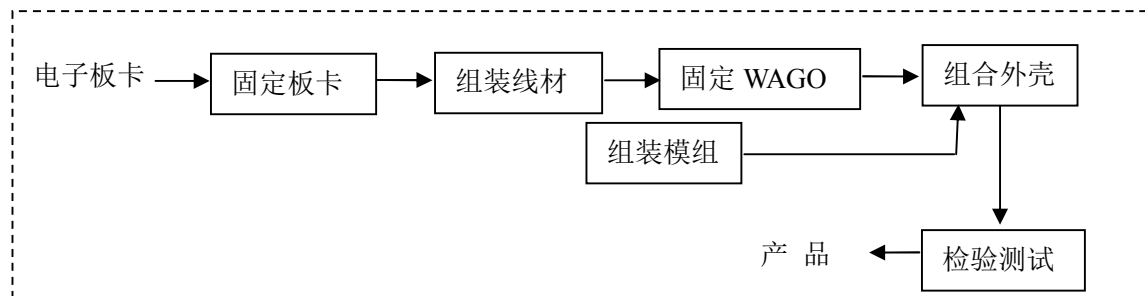 电子板卡
固定板卡
组装线材
固定 WAGO
组合外壳
组装模组
产 品
检验测试